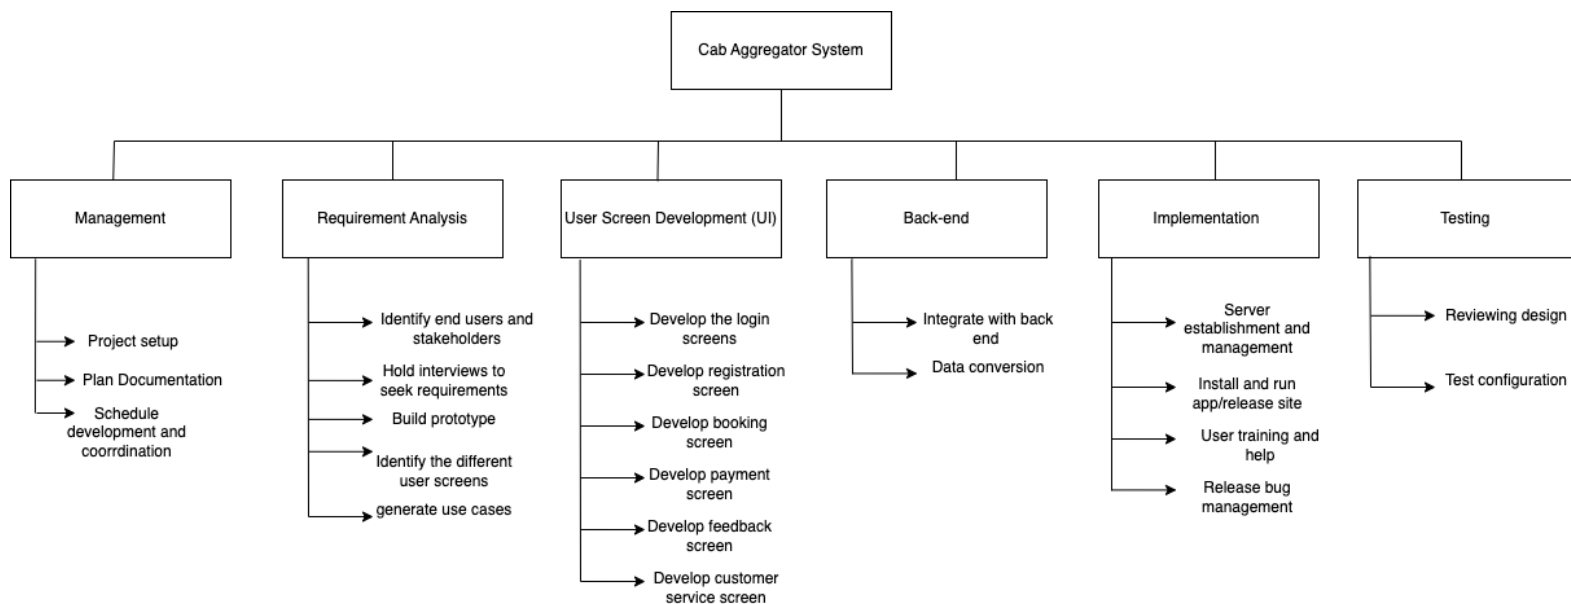 Cab Aggregator System
Management
Requirement Analysis
User Screen Development (UI)
Back-end
Implementation
Testing
Project setup
Plan Documentation
Schedule
development and
coorrdination
Identify end users and
stakeholders
Hold interviews to
seek requirements
Build prototype
Identify the different
user screens
generate use cases
Develop the login
screens
Develop registration
screen
Develop booking
screen
Develop payment
screen
Develop feedback
screen
Develop customer
service screen
Integrate with back
end
Data conversion
Server
establishment and
management
Install and run
app/release site
User training and
help
Release bug
management
Reviewing design
Test configuration